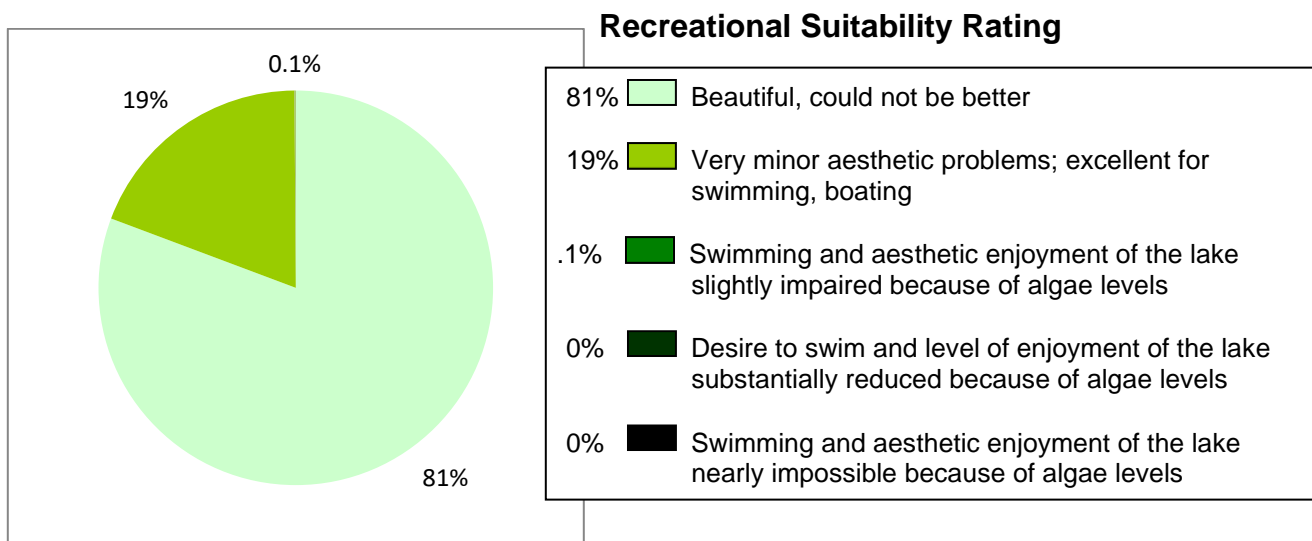 Recreational Suitability Rating
0.1%
19%
81%
81% Beautiful, could not be better
19% Very minor aesthetic problems; excellent for
swimming, boating
.1% Swimming and aesthetic enjoyment of the lake
slightly impaired because of algae levels
0% Desire to swim and level of enjoyment of the lake
substantially reduced because of algae levels
0% Swimming and aesthetic enjoyment of the lake
nearly impossible because of algae levels